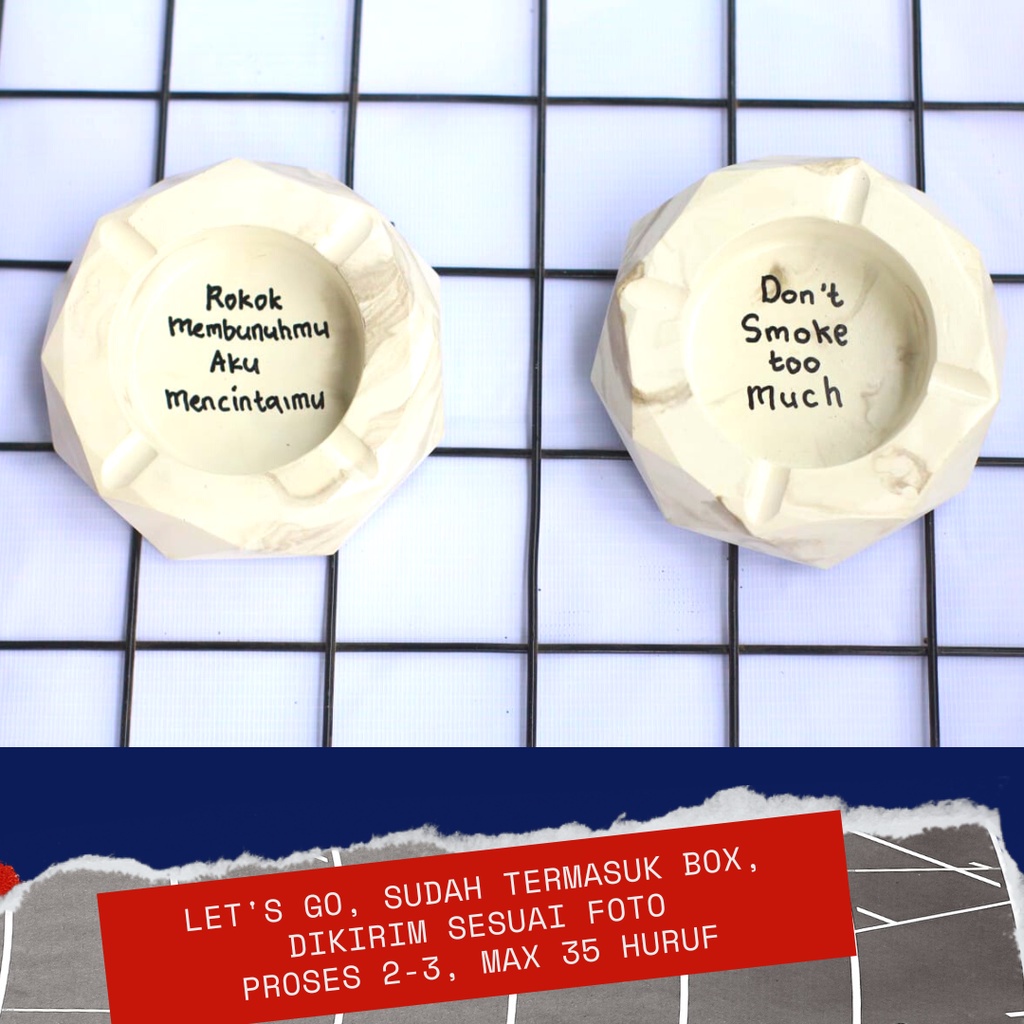 Rokok
Membunuhmu
Aku
Mencintaimu
Don't
Smoke
too
Much
LET'S GO, SUDAH TERMASUK BOX,
DIKIRIM SESUAI FOTO
PROSES 2-3, MAX 35 HURUF